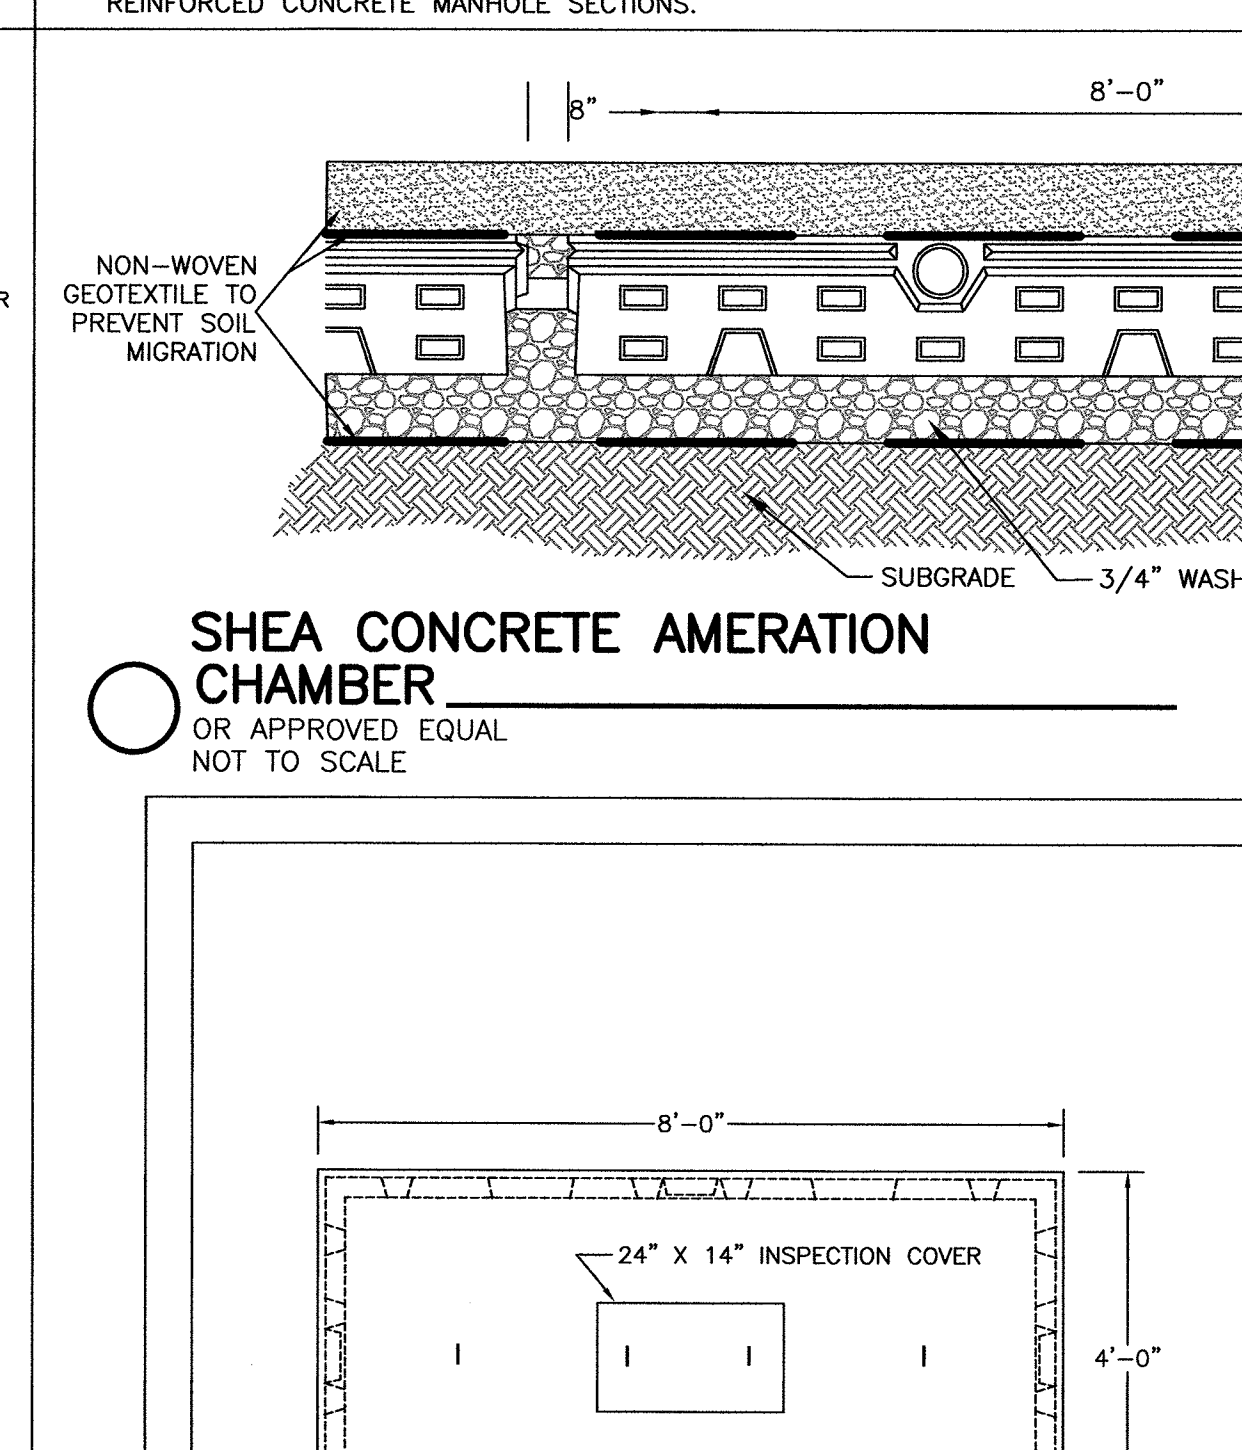 REINFORCED CONCRETE MANHOLE SECTIONS.
8"
8'-0"
NON-WOVEN
GEOTEXTILE TO
PREVENT SOIL
MIGRATION
R
SUBGRADE
3/4" WASH
SHEA CONCRETE AMERATION
CHAMBER
OR APPROVED EQUAL
NOT TO SCALE
8'-0"
24" X 14" INSPECTION COVER
4'-0"